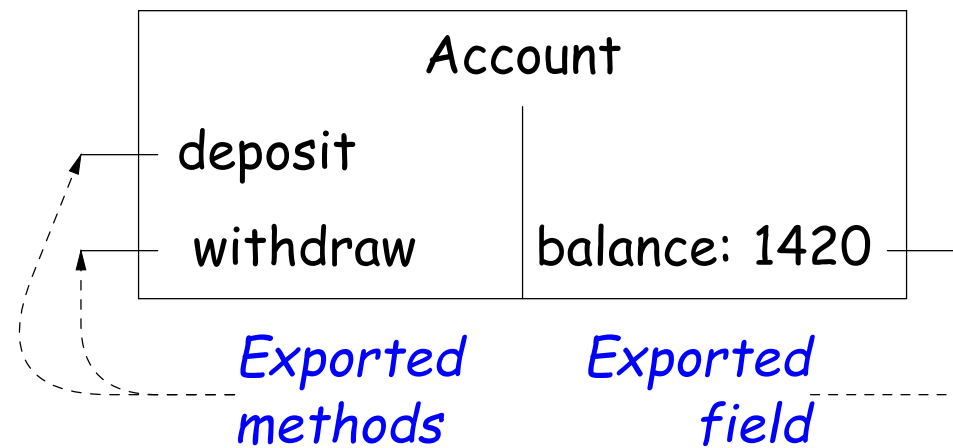 Account
deposit
withdraw
balance: 1420
Exported
methods
Exported
field